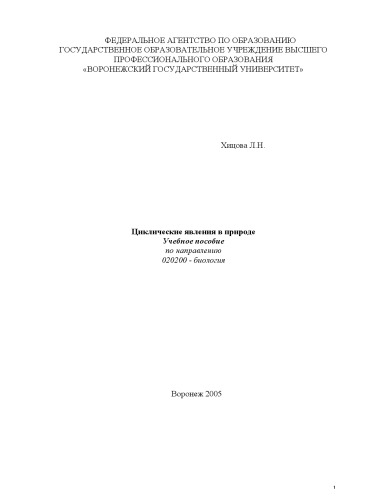 ФЕДЕРАЛЬНОЕ АГЕНТСТВО ПО ОБРАЗОВАНИЮ
ГОСУДАРСТВЕННОЕ ОБРАЗОВАТЕЛЬНОЕ УЧРЕЖДЕНИЕ ВЫСШЕГО
ПРОФЕССИОНАЛЬНОГО ОБРАЗОВАНИЯ
«ВОРОНЕЖСКИЙ ГОСУДАРСТВЕННЫЙ УНИВЕРСИТЕТ»
Хицова Л.Н.
Циклические явления в природе
Учебное пособие
по направлению
020200 - биология
Воронеж 2005
1